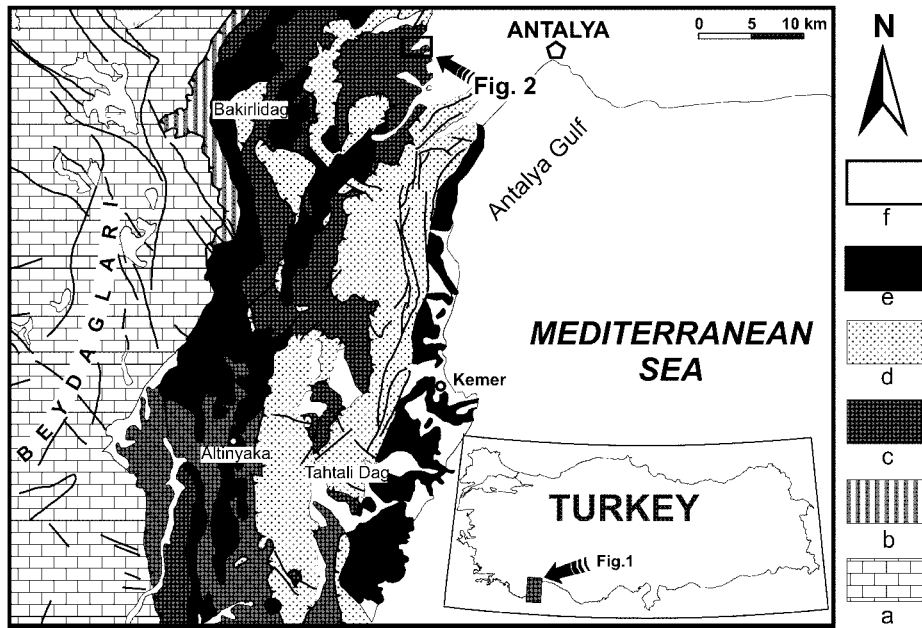 ANTALYA
0 5 10 km
N
Fig. 2
Bakirlidag
Antalya Gulf
f
BEYDAGLARI
e
MEDITERRANEAN
SEA
d
Kemer
Altinyaka
Tahtali Dag
c
TURKEY
Fig.1
b
a